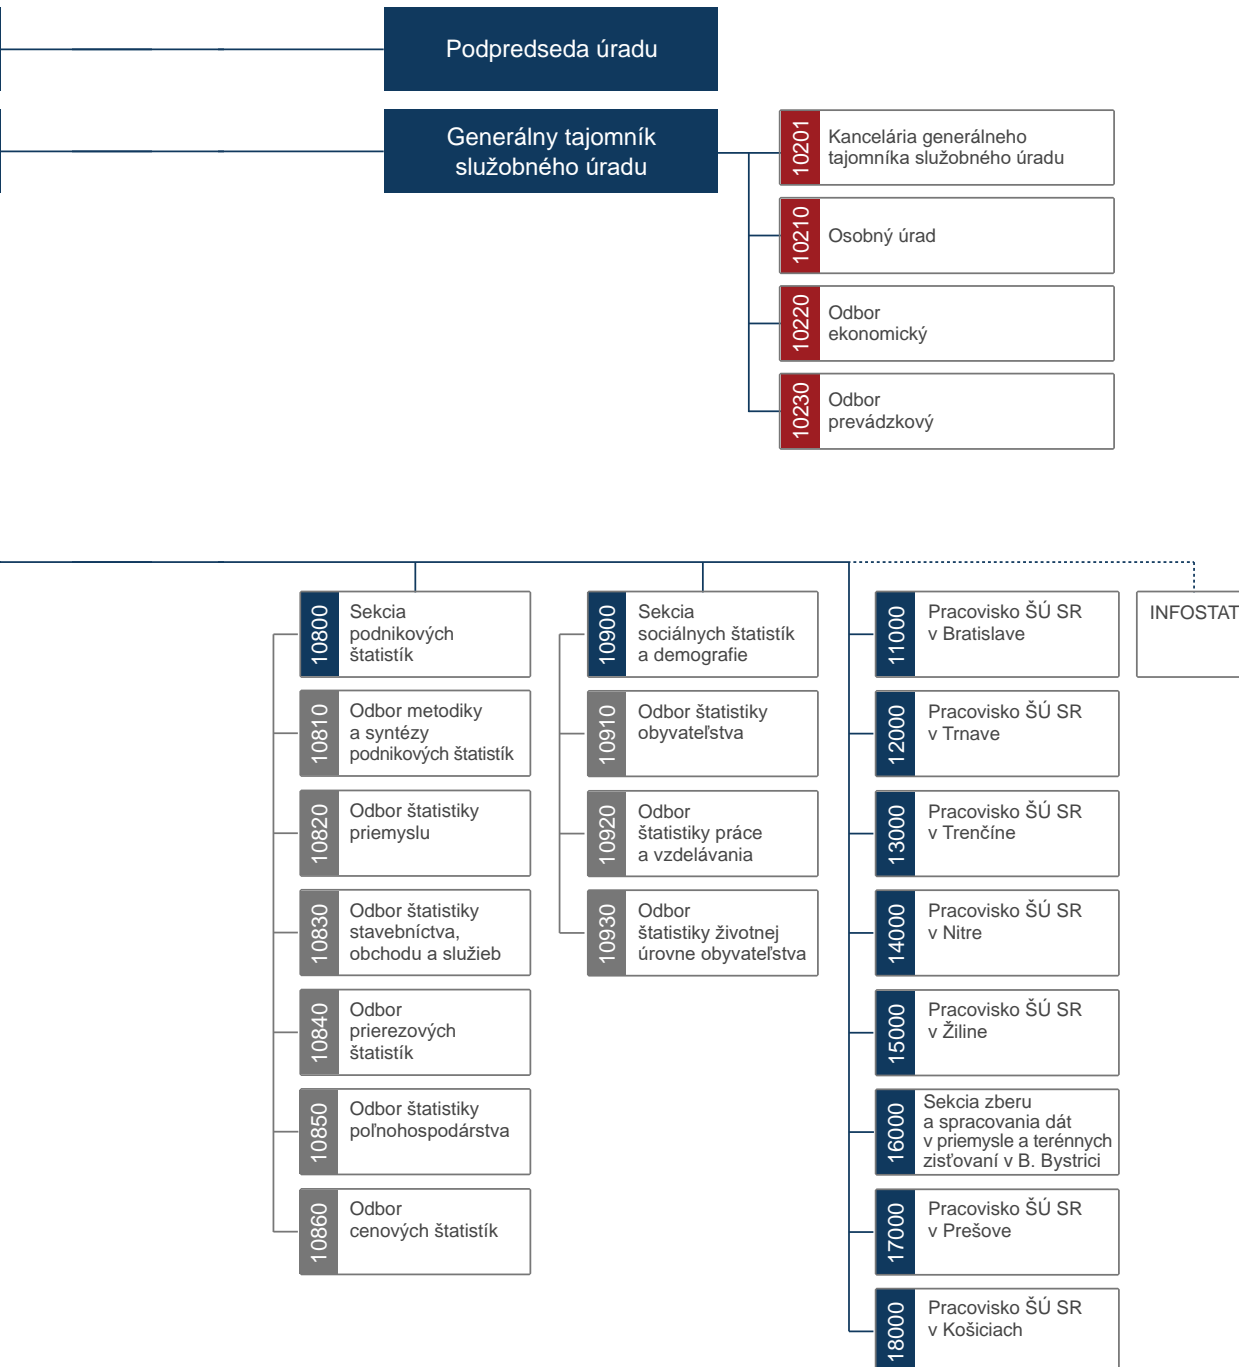 Podpredseda úradu
Generálny tajomník
služobného úradu
10201
Kancelária generálneho
tajomníka služobného úradu
10210
Osobný úrad
10220
Odbor
ekonomický
10230
Odbor
prevádzkový
10800
Sekcia
podnikových
štatistík
10810
Odbor metodiky
a syntézy
podnikových štatistík
10820
Odbor štatistiky
priemyslu
10830
Odbor štatistiky
stavebníctva,
obchodu a služieb
10840
Odbor
prierezových
štatistík
10850
Odbor štatistiky
poľnohospodárstva
10860
Odbor
cenových štatistík
10900
Sekcia
sociálnych štatistík
a demografie
10910
Odbor štatistiky
obyvateľstva
10920
Odbor
štatistiky práce
a vzdelávania
10930
Odbor
štatistiky životnej
úrovne obyvateľstva
11000
Pracovisko ŠÚ SR
v Bratislave
12000
Pracovisko ŠÚ SR
v Trnave
13000
Pracovisko ŠÚ SR
v Trenčíne
14000
Pracovisko ŠÚ SR
v Nitre
15000
Pracovisko ŠÚ SR
v Žiline
16000
Sekcia zberu
a spracovania dát
v priemysle a terénnych
zisťovaní v B. Bystrici
17000
Pracovisko ŠÚ SR
v Prešove
18000
Pracovisko ŠÚ SR
v Košiciach
INFOSTAT